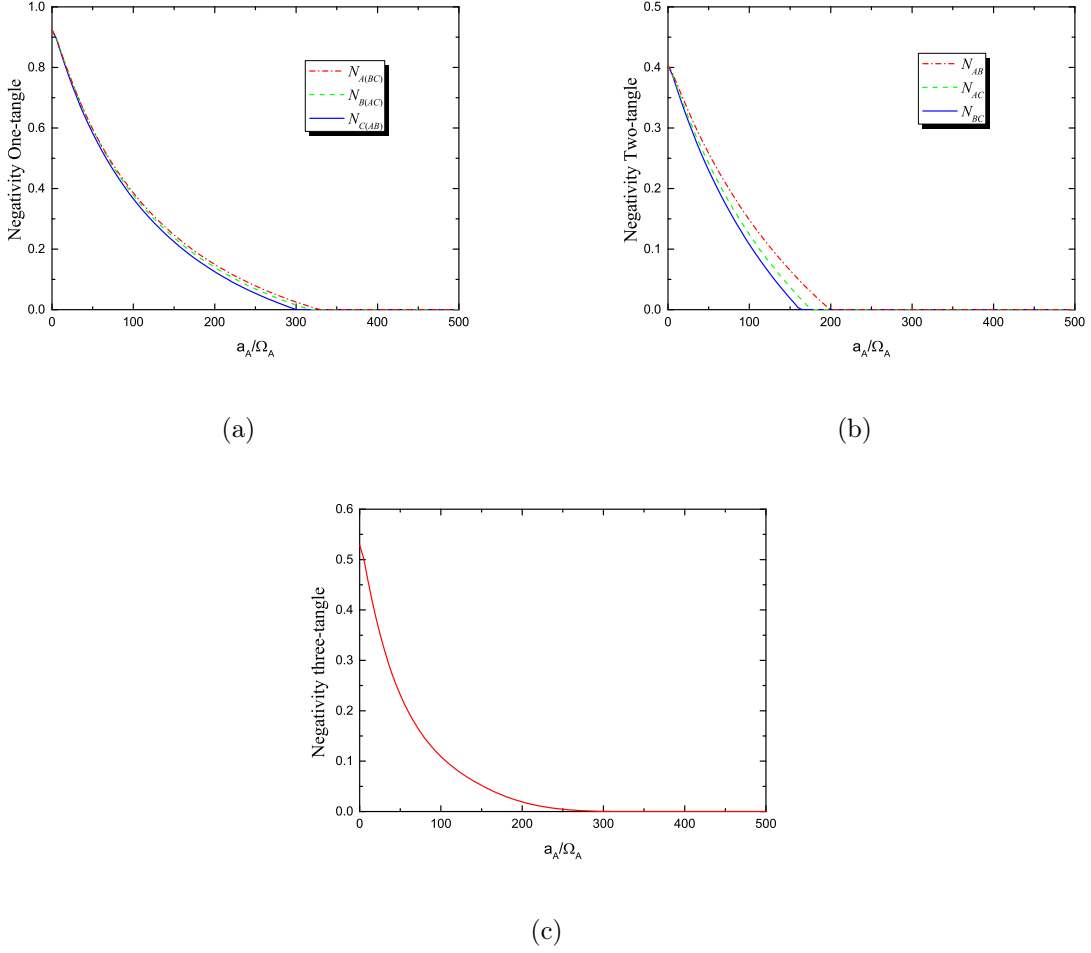 1.0
0.8
0.6
0.4
0.2
0.0
Negativity One-tangle
N_A(BC)
N_B(AC)
N_C(AB)
0 100 200 300 400 500
a_A/Ω_A
(a)
0.5
0.4
0.3
0.2
0.1
0.0
Negativity Two-tangle
N_AB
N_AC
N_BC
0 100 200 300 400 500
a_A/Ω_A
(b)
0.6
0.5
0.4
0.3
0.2
0.1
0.0
Negativity three-tangle
0 100 200 300 400 500
a_A/Ω_A
(c)